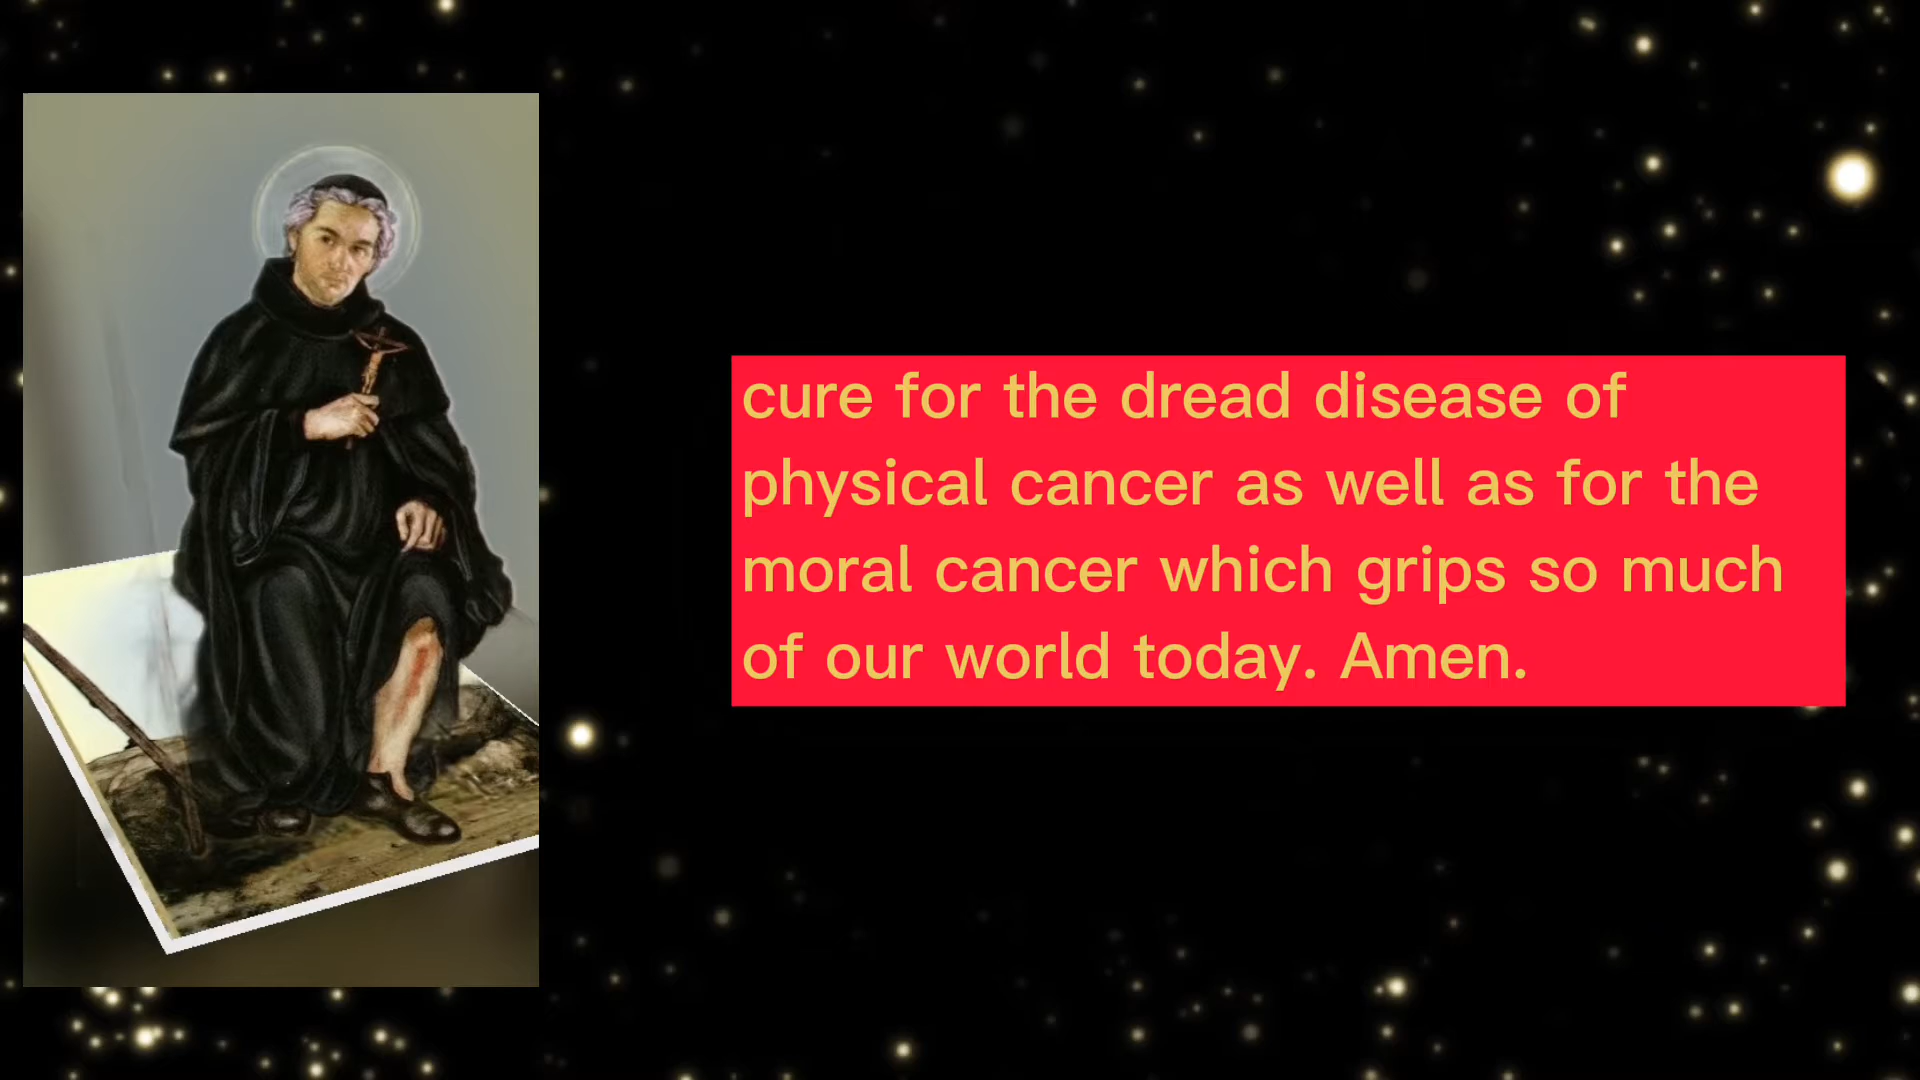 cure for the dread disease of
physical cancer as well as for the
moral cancer which grips so much
of our world today. Amen.